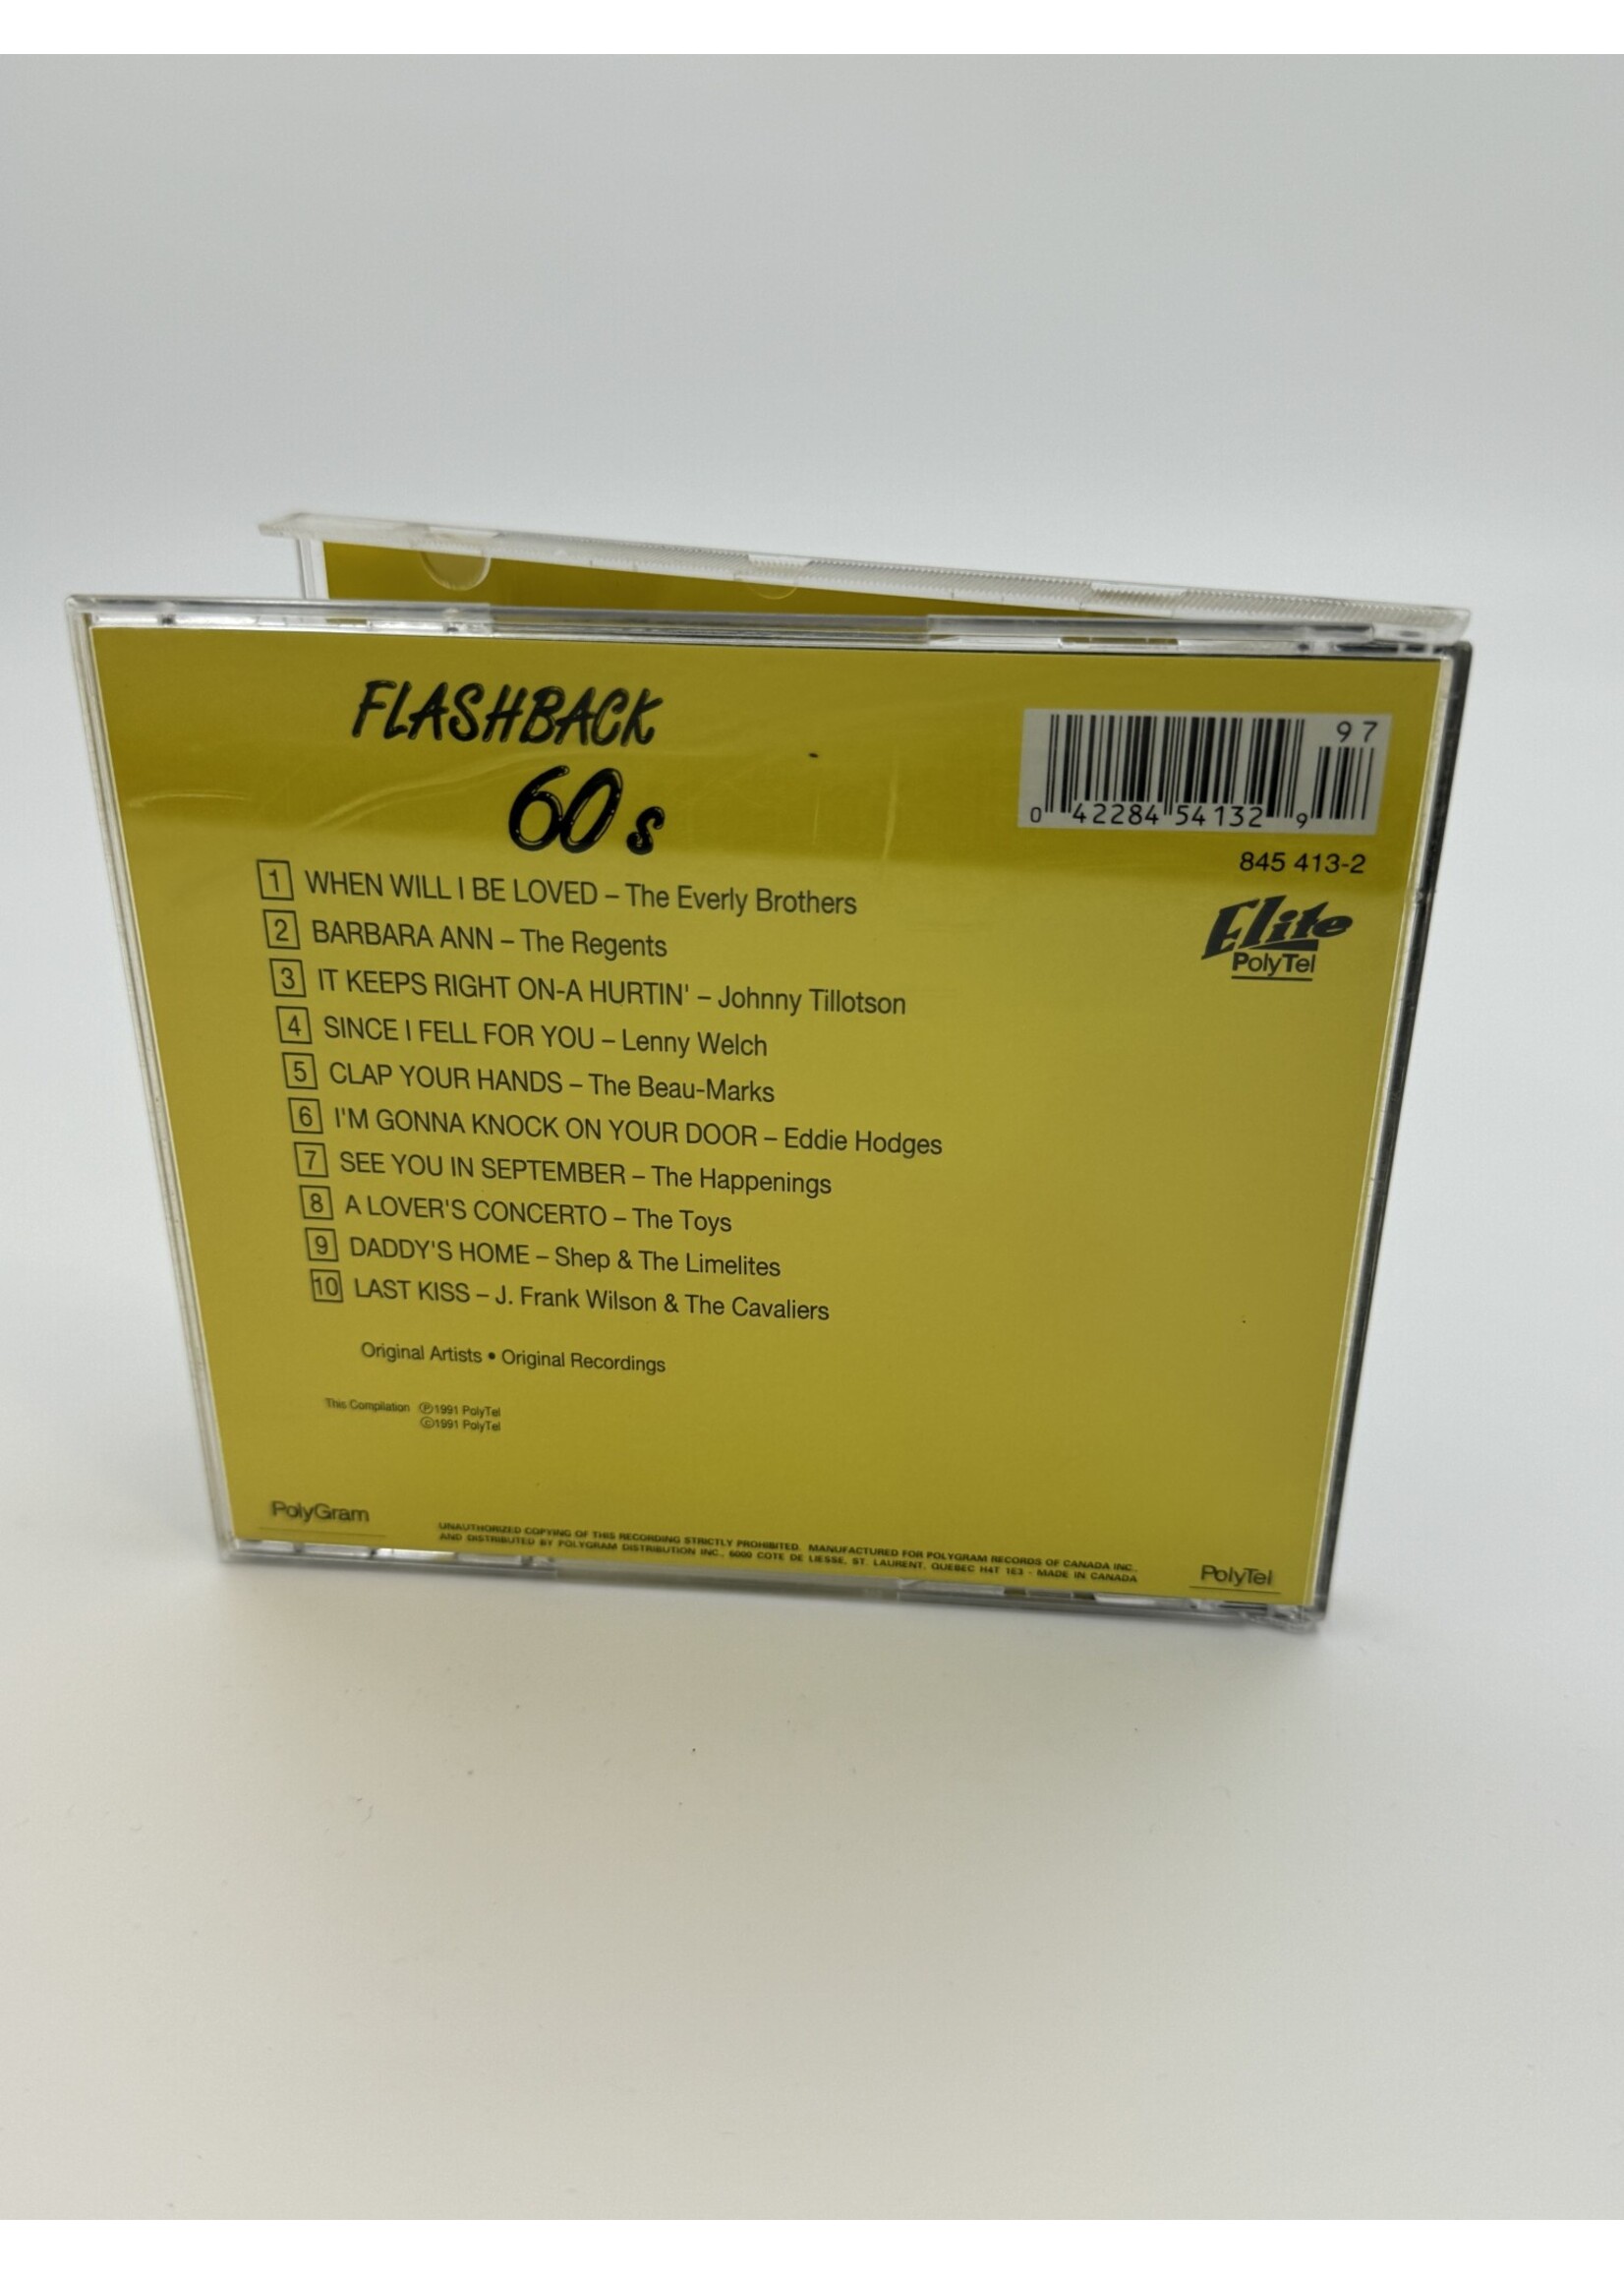 FLASHBACK
60s
97
0 42284 54132 9
845 413-2
Elite
PolyTel
1 WHEN WILL I BE LOVED – The Everly Brothers
2 BARBARA ANN – The Regents
3 IT KEEPS RIGHT ON-A HURTIN' – Johnny Tillotson
4 SINCE I FELL FOR YOU – Lenny Welch
5 CLAP YOUR HANDS – The Beau-Marks
6 I'M GONNA KNOCK ON YOUR DOOR – Eddie Hodges
7 SEE YOU IN SEPTEMBER – The Happenings
8 A LOVER'S CONCERTO – The Toys
9 DADDY'S HOME – Shep & The Limelites
10 LAST KISS – J. Frank Wilson & The Cavaliers
Original Artists • Original Recordings
This Compilation ℗1991 PolyTel
©1991 PolyTel
PolyGram
UNAUTHORIZED COPYING OF THIS RECORDING STRICTLY PROHIBITED. MANUFACTURED FOR POLYGRAM RECORDS OF CANADA INC.,
AND DISTRIBUTED BY POLYGRAM DISTRIBUTION INC., 6000 COTE DE LIESSE, ST. LAURENT, QUEBEC H4T 1E3 - MADE IN CANADA
PolyTel